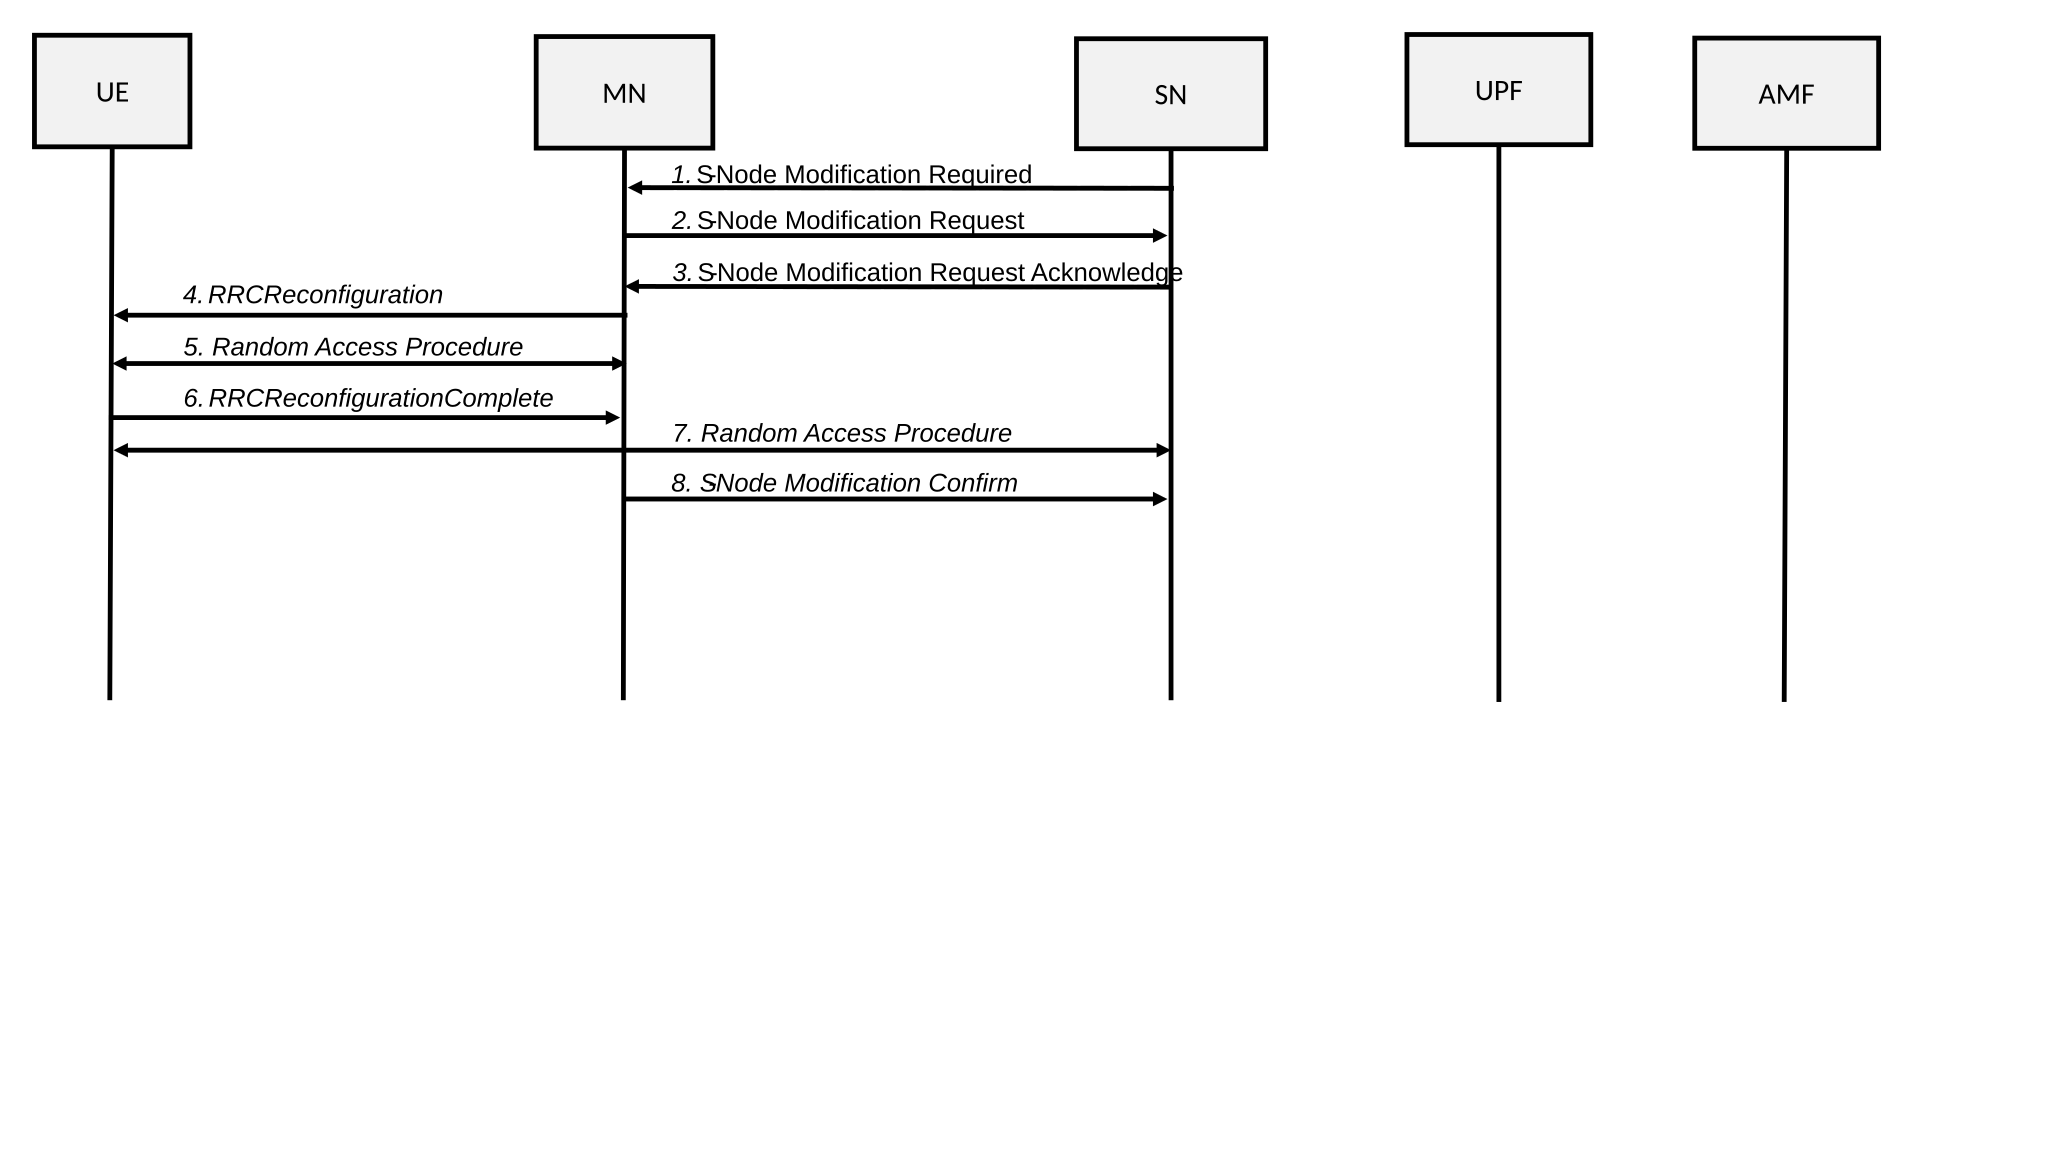 UE
MN
SN
UPF
AMF
1. S-Node Modification Required
2. S-Node Modification Request
3. S-Node Modification Request Acknowledge
4. RRCReconfiguration
5. Random Access Procedure
6. RRCReconfigurationComplete
7. Random Access Procedure
8. S-Node Modification Confirm